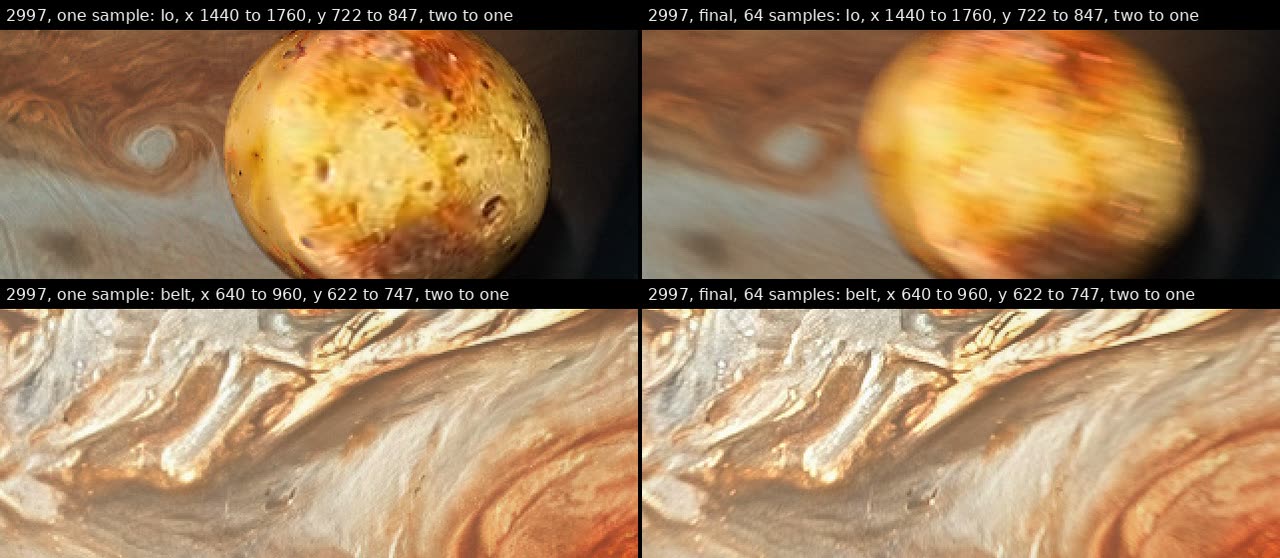 2997, one sample: Io, x 1440 to 1760, y 722 to 847, two to one
2997, final, 64 samples: Io, x 1440 to 1760, y 722 to 847, two to one
2997, one sample: belt, x 640 to 960, y 622 to 747, two to one
2997, final, 64 samples: belt, x 640 to 960, y 622 to 747, two to one